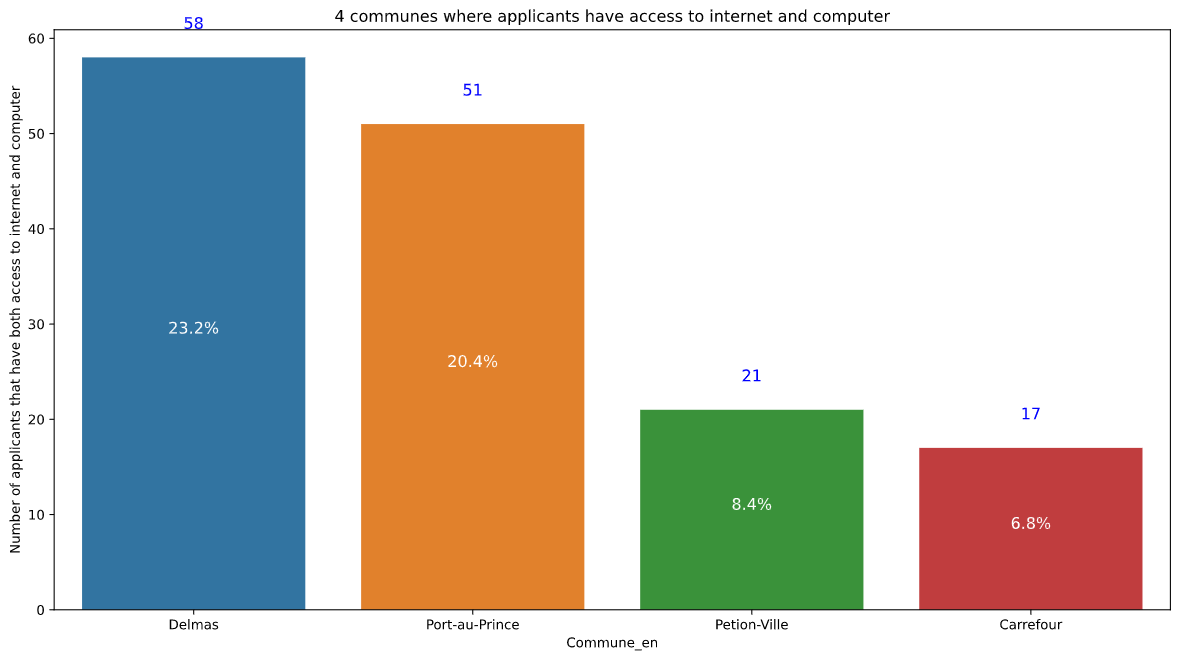 4 communes where applicants have access to internet and computer
Number of applicants that have both access to internet and computer
60
50
40
30
20
10
0
58
51
21
17
23.2%
20.4%
8.4%
6.8%
Delmas
Port-au-Prince
Petion-Ville
Carrefour
Commune_en